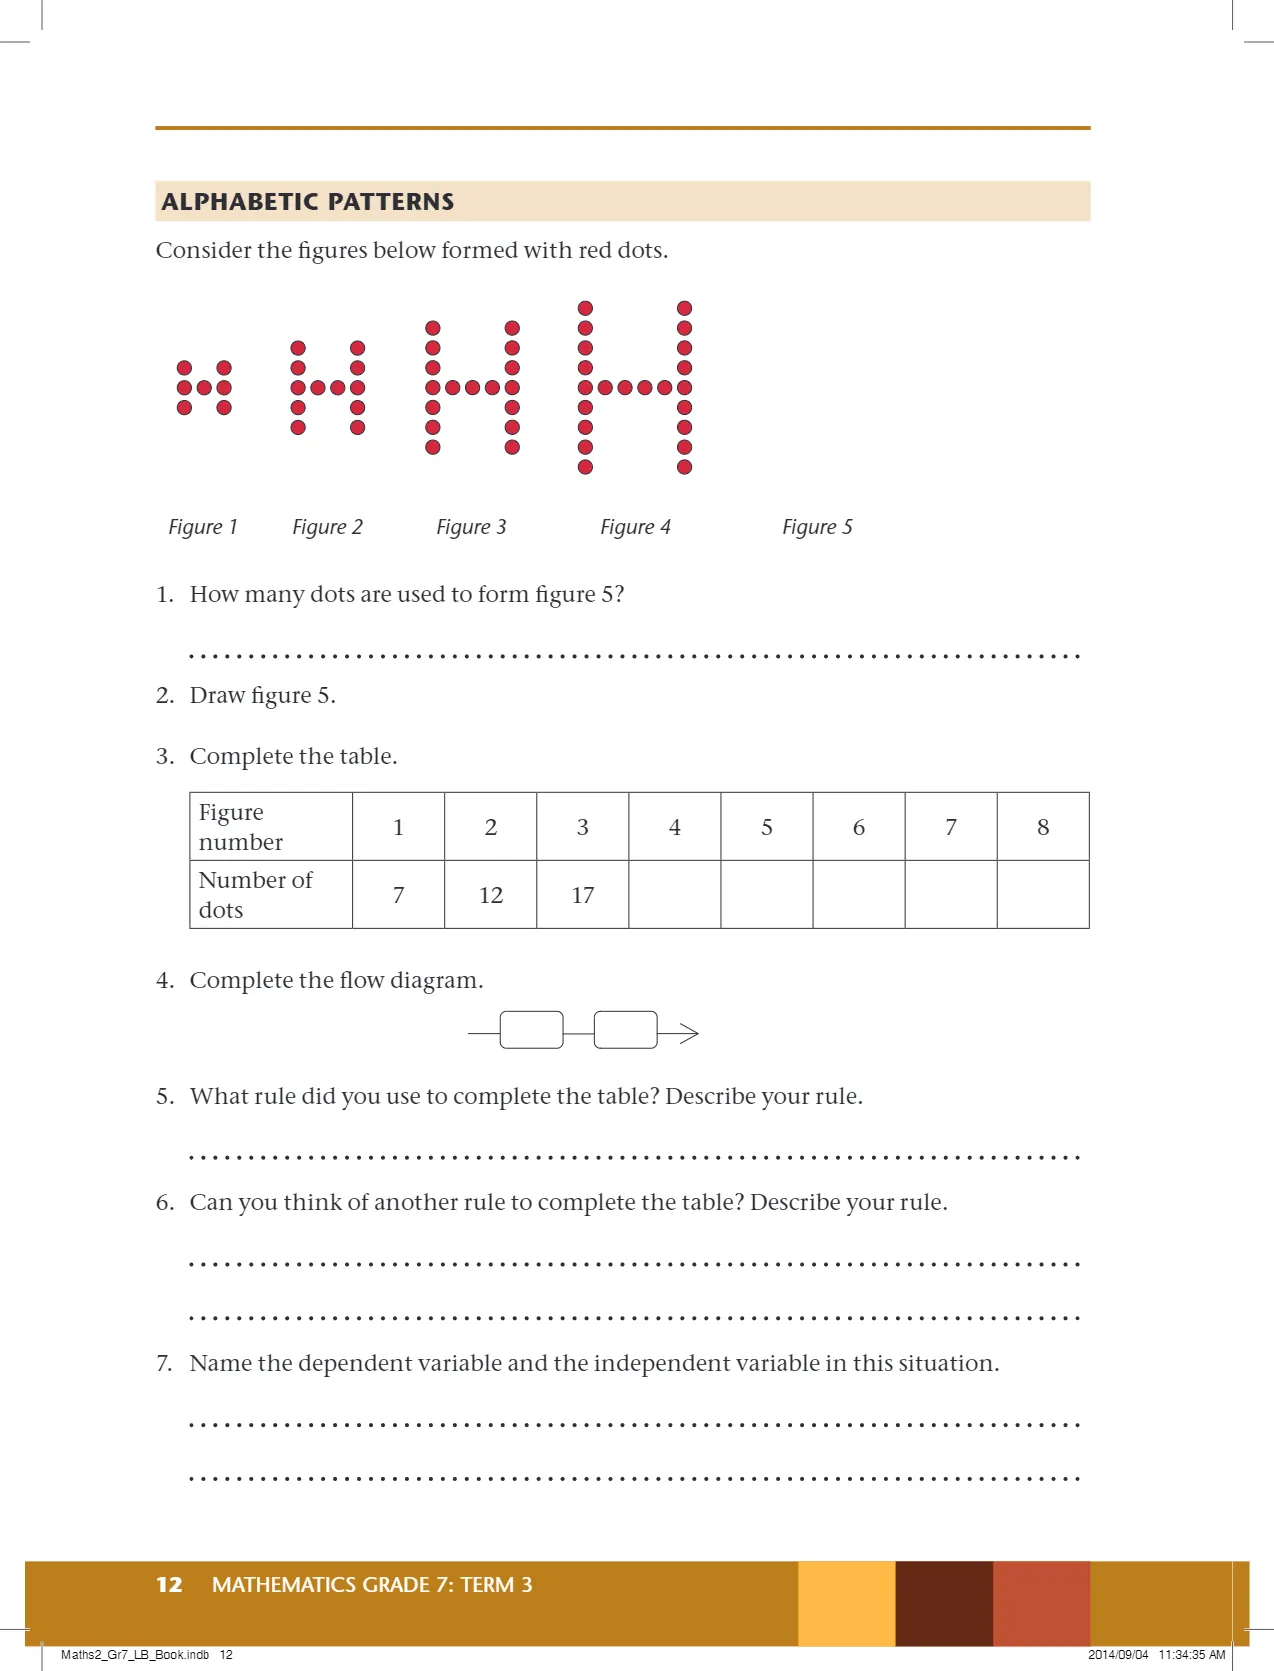 ALPHABETIC PATTERNS
Consider the figures below formed with red dots.
Figure 1 Figure 2 Figure 3 Figure 4 Figure 5
1. How many dots are used to form figure 5?
2. Draw figure 5.
3. Complete the table.
Figure number 1 2 3 4 5 6 7 8
Number of dots 7 12 17
4. Complete the flow diagram.
5. What rule did you use to complete the table? Describe your rule.
6. Can you think of another rule to complete the table? Describe your rule.
7. Name the dependent variable and the independent variable in this situation.
12 MATHEMATICS GRADE 7: TERM 3
Maths2_Gr7_LB_Book.indb 12 2014/09/04 11:34:35 AM